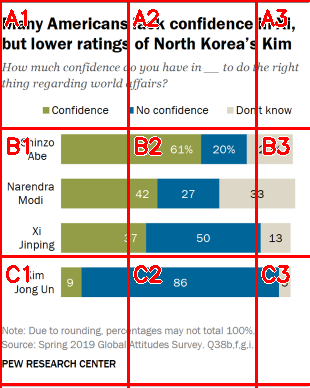 Many Americans lack confidence in
but lower ratings of North Korea's Kim
How much confidence do you have in __ to do the right
thing regarding world affairs?
Confidence No confidence Don't know
Shinzo
Abe
61% 20%
Narendra
Modi
42 27 33
Xi
Jinping
37 50 13
Kim
Jong Un
9 86
Note: Due to rounding, percentages may not total 100%.
Source: Spring 2019 Global Attitudes Survey. Q38b,f,g,i.
PEW RESEARCH CENTER
A1 A2 A3
B1 B2 B3
C1 C2 C3